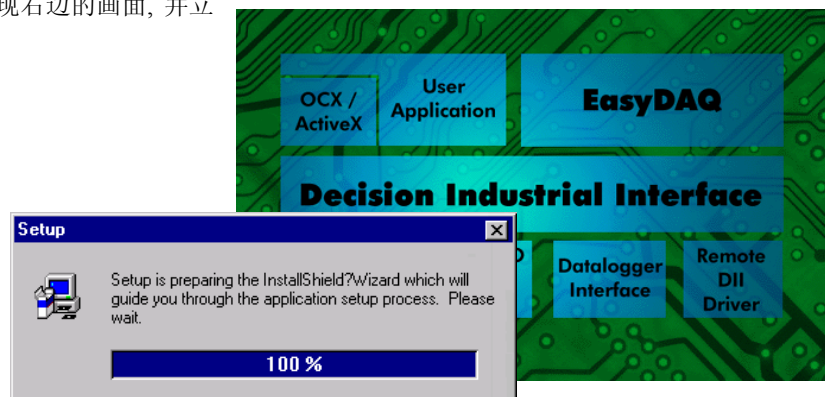 现右边的画面, 并立
OCX /
ActiveX
User
Application
EasyDAQ
Decision Industrial Interface
Datalogger
Interface
Remote
DII
Driver
Setup
Setup is preparing the InstallShield?Wizard which will
guide you through the application setup process. Please
wait.
100 %